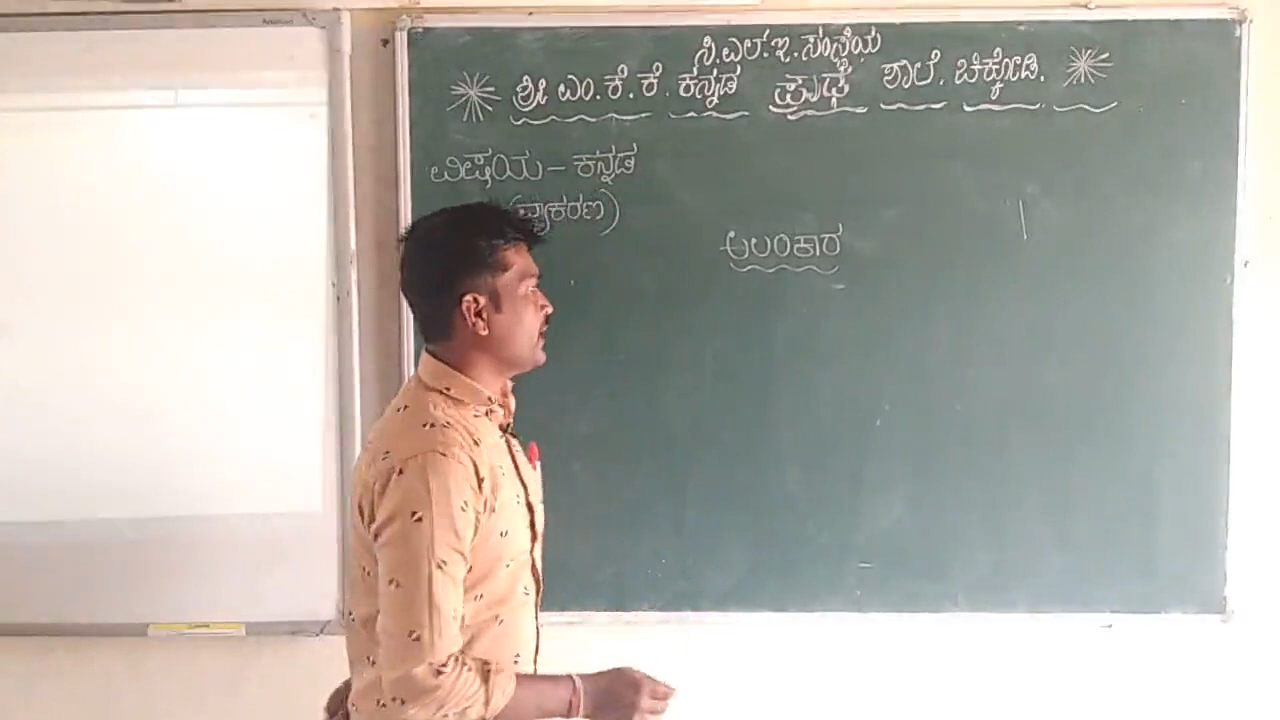 ಸಿ.ಎಲ್.ಇ.ಸಂಸ್ಥೆಯ
ಶ್ರೀ ಎಂ.ಕೆ.ಕೆ. ಕನ್ನಡ ಪ್ರಾಢ ಶಾಲೆ. ಚಿಕ್ಕೋಡಿ.
ವಿಷಯ – ಕನ್ನಡ
(ವ್ಯಾಕರಣ)
ಅಲಂಕಾರ